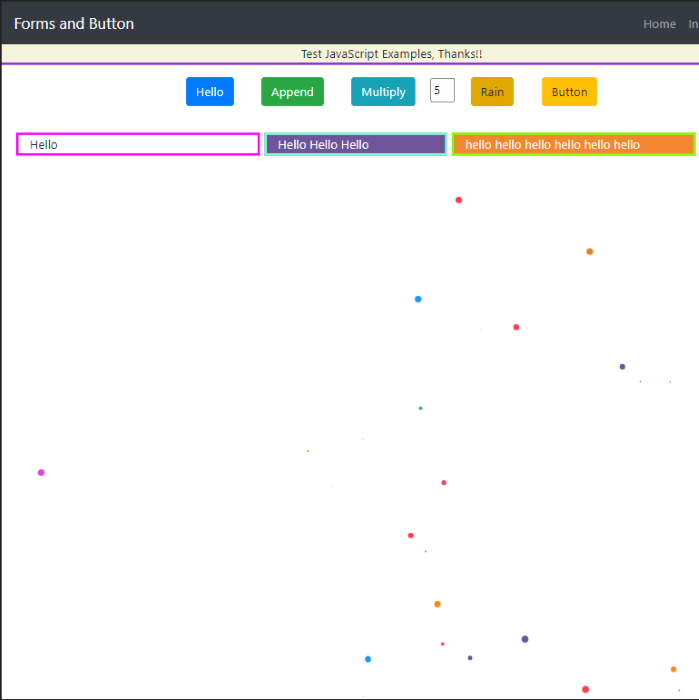 Forms and Button
Home In
Test JavaScript Examples, Thanks!!
Hello Append Multiply 5 Rain Button
Hello Hello Hello Hello hello hello hello hello hello hello